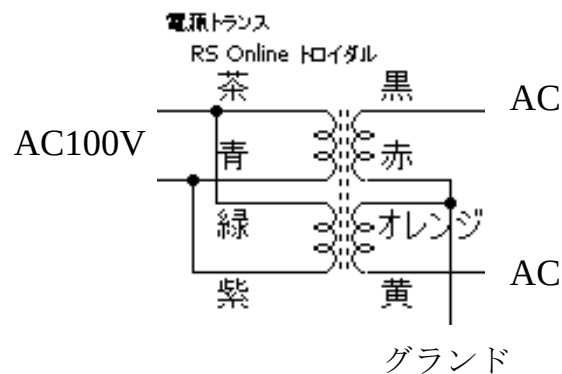 電源トランス
RS Online トロイダル
茶 黒
AC
AC100V
青 赤
緑 オレンジ
AC
紫 黄
グランド